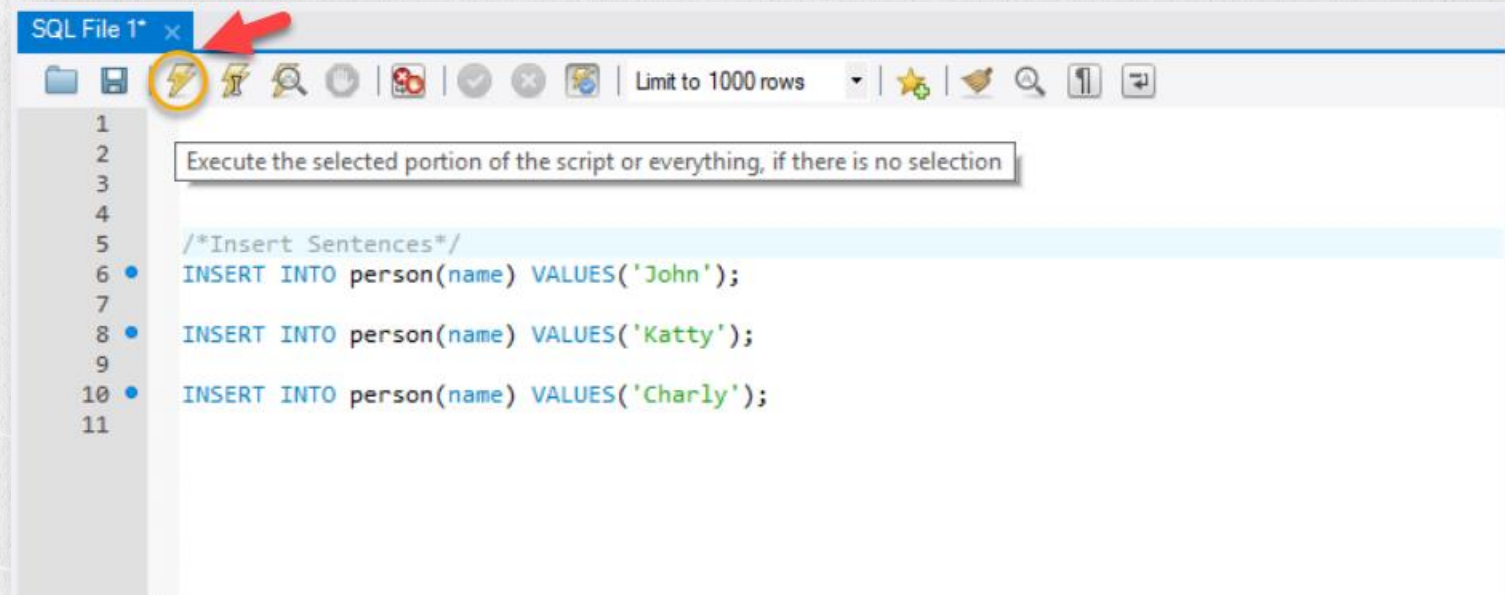 SQL File 1*
Limit to 1000 rows
1
2
Execute the selected portion of the script or everything, if there is no selection
3
4
5 /*Insert Sentences*/
6 INSERT INTO person(name) VALUES('John');
7
8 INSERT INTO person(name) VALUES('Katty');
9
10 INSERT INTO person(name) VALUES('Charly');
11